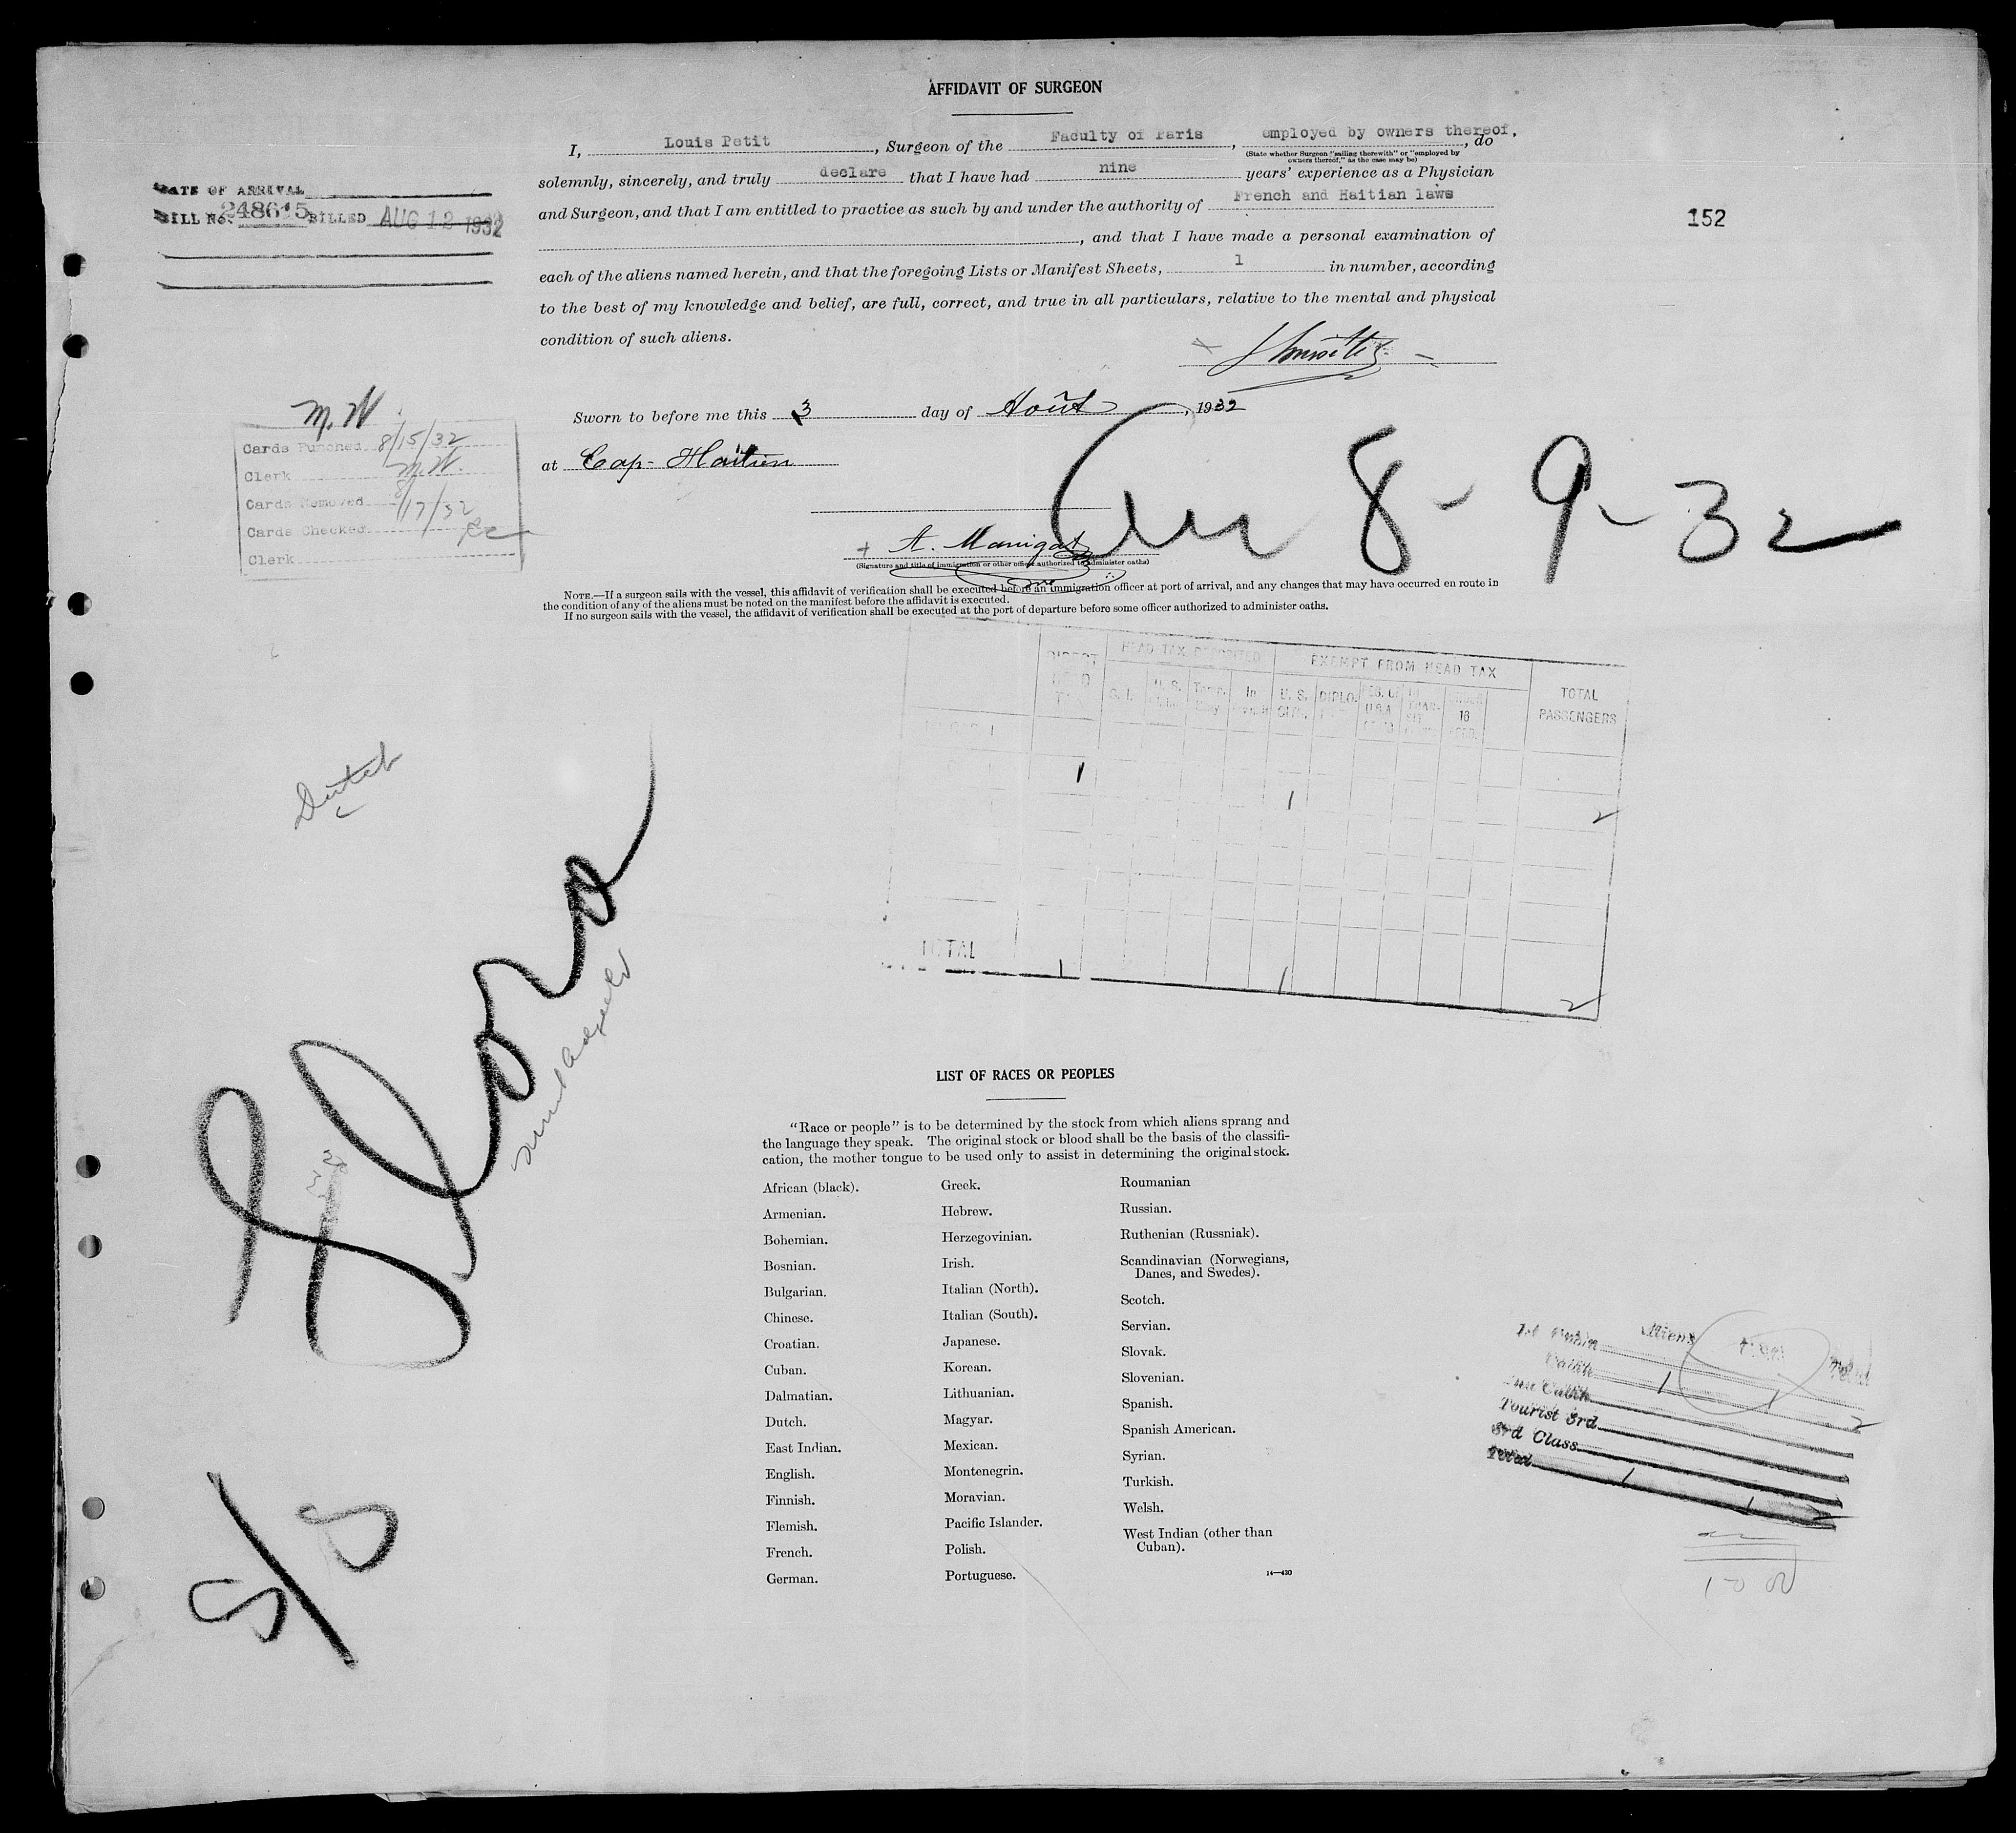 AFFIDAVIT OF SURGEON
I, Louis Petit, Surgeon of the Faculty of Paris, employed by owners thereof, do
(State whether Surgeon "sailing therewith" or "employed by
owners thereof," as the case may be)
solemnly, sincerely, and truly declare that I have had nine years' experience as a Physician
and Surgeon, and that I am entitled to practice as such by and under the authority of French and Haitian laws
, and that I have made a personal examination of
each of the aliens named herein, and that the foregoing Lists or Manifest Sheets, 1 in number, according
to the best of my knowledge and belief, are full, correct, and true in all particulars, relative to the mental and physical
condition of such aliens.
DATE OF ARRIVAL
BILL No. 248615 BILLED AUG 12 1932
152
Sworn to before me this 3 day of Août, 1932
at Cap-Haïtien
M.W.
Cards Punched 8/15/32
Clerk M.W.
Cards Removed 8/17/32
Cards Checked
Clerk
Arr 8-9-32
A. Manigat
(Signature and title of immigration or other officer authorized to administer oaths)
NOTE.—If a surgeon sails with the vessel, this affidavit of verification shall be executed before an immigration officer at port of arrival, and any changes that may have occurred en route in
the condition of any of the aliens must be noted on the manifest before the affidavit is executed.
If no surgeon sails with the vessel, the affidavit of verification shall be executed at the port of departure before some officer authorized to administer oaths.
DIRECT HEAD TAX
HEAD TAX DEPOSITED
EXEMPT FROM HEAD TAX
TOTAL PASSENGERS
S. I.
U. S.
In
U. S. CITZ.
DIPLO.
U.S.A.
UNDER 16
1
1
2
TOTAL 1 1 2
Dutch
Flora
S/S
LIST OF RACES OR PEOPLES
"Race or people" is to be determined by the stock from which aliens sprang and
the language they speak. The original stock or blood shall be the basis of the classifi-
cation, the mother tongue to be used only to assist in determining the original stock.
African (black).
Armenian.
Bohemian.
Bosnian.
Bulgarian.
Chinese.
Croatian.
Cuban.
Dalmatian.
Dutch.
East Indian.
English.
Finnish.
Flemish.
French.
German.
Greek.
Hebrew.
Herzegovinian.
Irish.
Italian (North).
Italian (South).
Japanese.
Korean.
Lithuanian.
Magyar.
Mexican.
Montenegrin.
Moravian.
Pacific Islander.
Polish.
Portuguese.
Roumanian
Russian.
Ruthenian (Russniak).
Scandinavian (Norwegians,
Danes, and Swedes).
Scotch.
Servian.
Slovak.
Slovenian.
Spanish.
Spanish American.
Syrian.
Turkish.
Welsh.
West Indian (other than
Cuban).
14—430
Aliens Total
Cabin 1 1 2
2nd Cabin
Tourist 3rd
3rd Class
Total 1 1 2